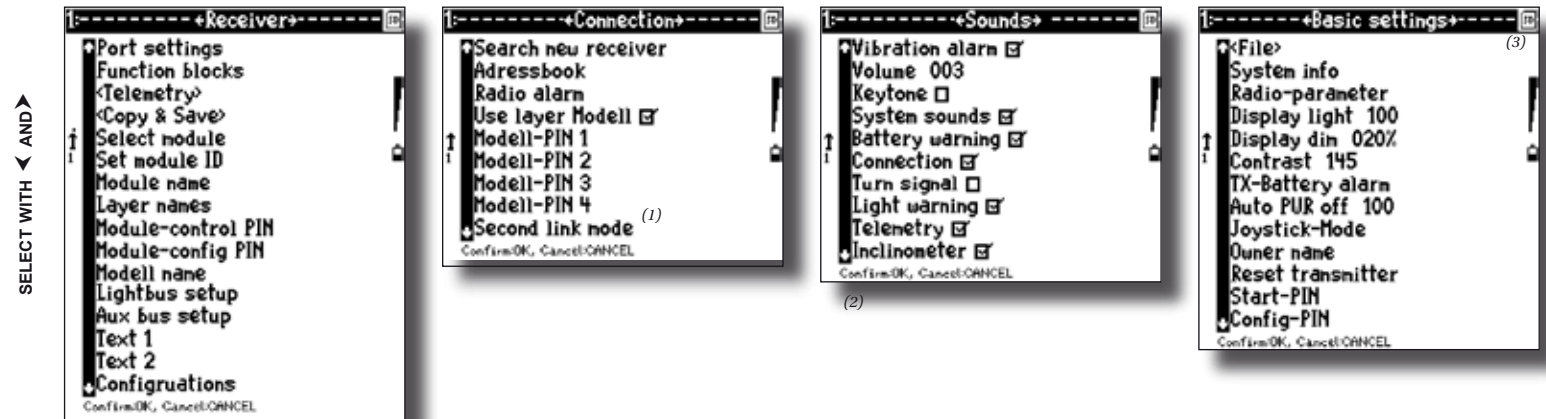 SELECT WITH < AND >
1:--------+Receiver+-------
Port settings
Function blocks
<Telemetry>
<Copy & Save>
Select module
Set module ID
Module name
Layer names
Module-control PIN
Module-config PIN
Modell name
Lightbus setup
Aux bus setup
Text 1
Text 2
Configruations
Confirm:OK, Cancel:CANCEL
1:--------+Connection+------
Search new receiver
Adressbook
Radio alarm
Use layer Modell ☑
Modell-PIN 1
Modell-PIN 2
Modell-PIN 3
Modell-PIN 4
(1)
Second link mode
Confirm:OK, Cancel:CANCEL
1:--------+Sounds+ -------
Vibration alarm ☑
Volume 003
Keytone ☐
System sounds ☑
Battery warning ☑
Connection ☑
Turn signal ☐
Light warning ☑
Telemetry ☑
Inclinometer ☑
Confirm:OK, Cancel:CANCEL
(2)
1:--------+Basic settings+-----
(3)
<File>
System info
Radio-parameter
Display light 100
Display dim 020%
Contrast 145
TX-Battery alarm
Auto PUR off 100
Joystick-Mode
Owner name
Reset transmitter
Start-PIN
Config-PIN
Confirm:OK, Cancel:CANCEL